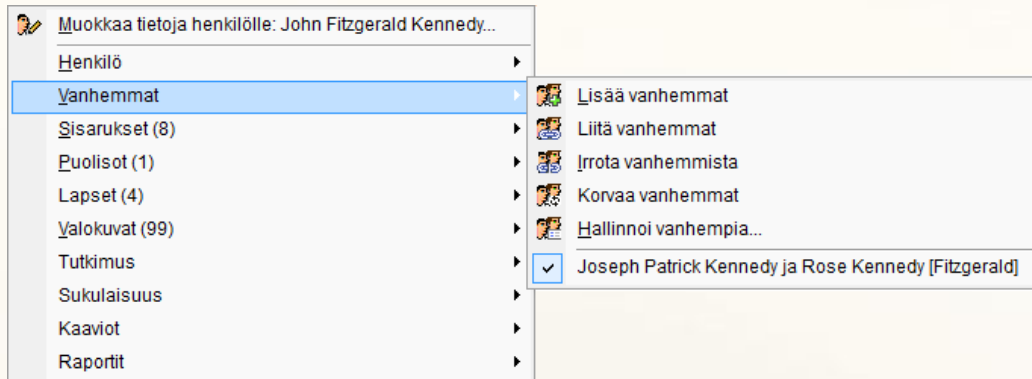 Muokkaa tietoja henkilölle: John Fitzgerald Kennedy...
Henkilö
Vanhemmat
Sisarukset (8)
Puolisot (1)
Lapset (4)
Valokuvat (99)
Tutkimus
Sukulaisuus
Kaaviot
Raportit
Lisää vanhemmat
Liitä vanhemmat
Irrota vanhemmista
Korvaa vanhemmat
Hallinnoi vanhempia...
Joseph Patrick Kennedy ja Rose Kennedy [Fitzgerald]